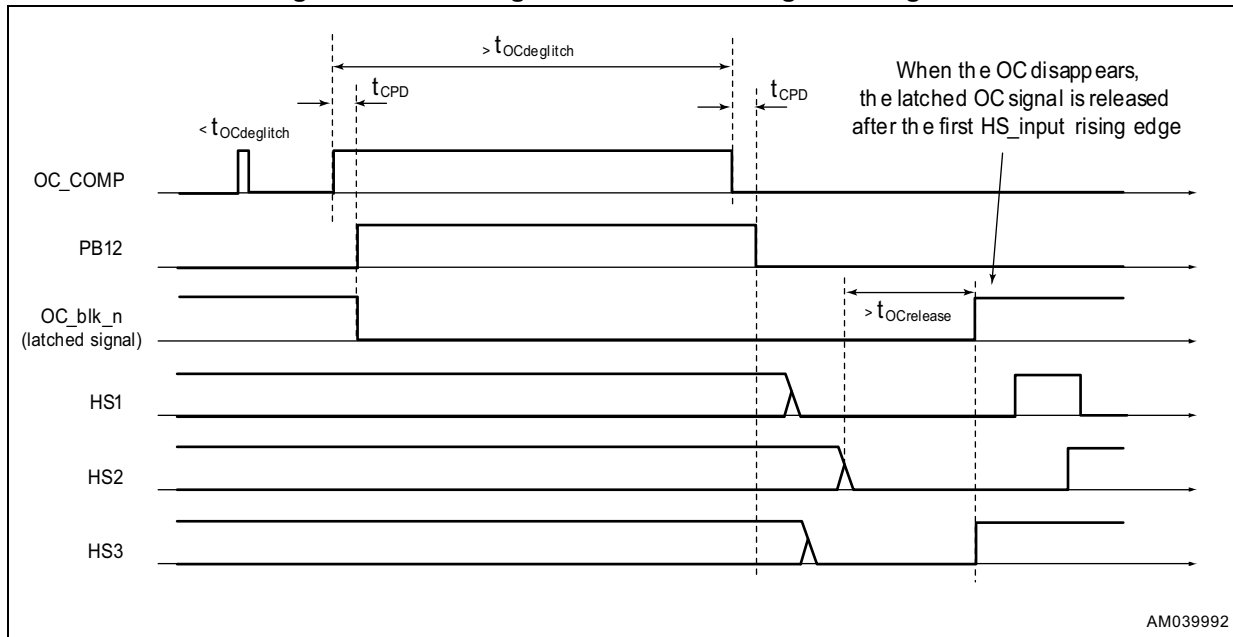 > tOCdeglitch
When the OC disappears,
the latched OC signal is released
after the first HS_input rising edge
tCPD
tCPD
< tOCdeglitch
OC_COMP
PB12
OC_blk_n
(latched signal)
> tOCrelease
HS1
HS2
HS3
AM039992